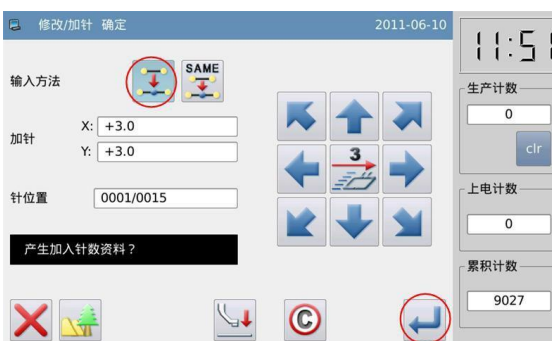 修改/加针 确定
2011-06-10
11:51
输入方法
SAME
生产计数
0
clr
加针
X: +3.0
Y: +3.0
3
针位置
0001/0015
上电计数
0
产生加入针数资料？
累积计数
9027
C